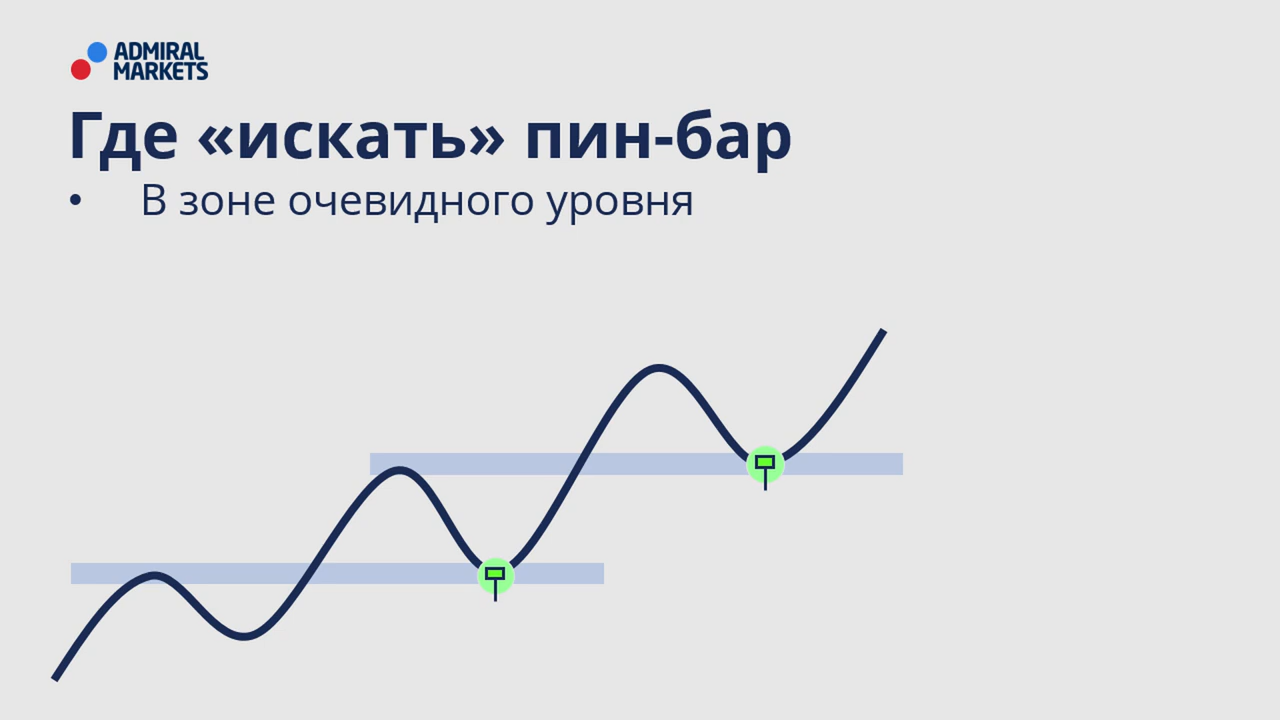 ADMIRAL
MARKETS
Где «искать» пин-бар
• В зоне очевидного уровня